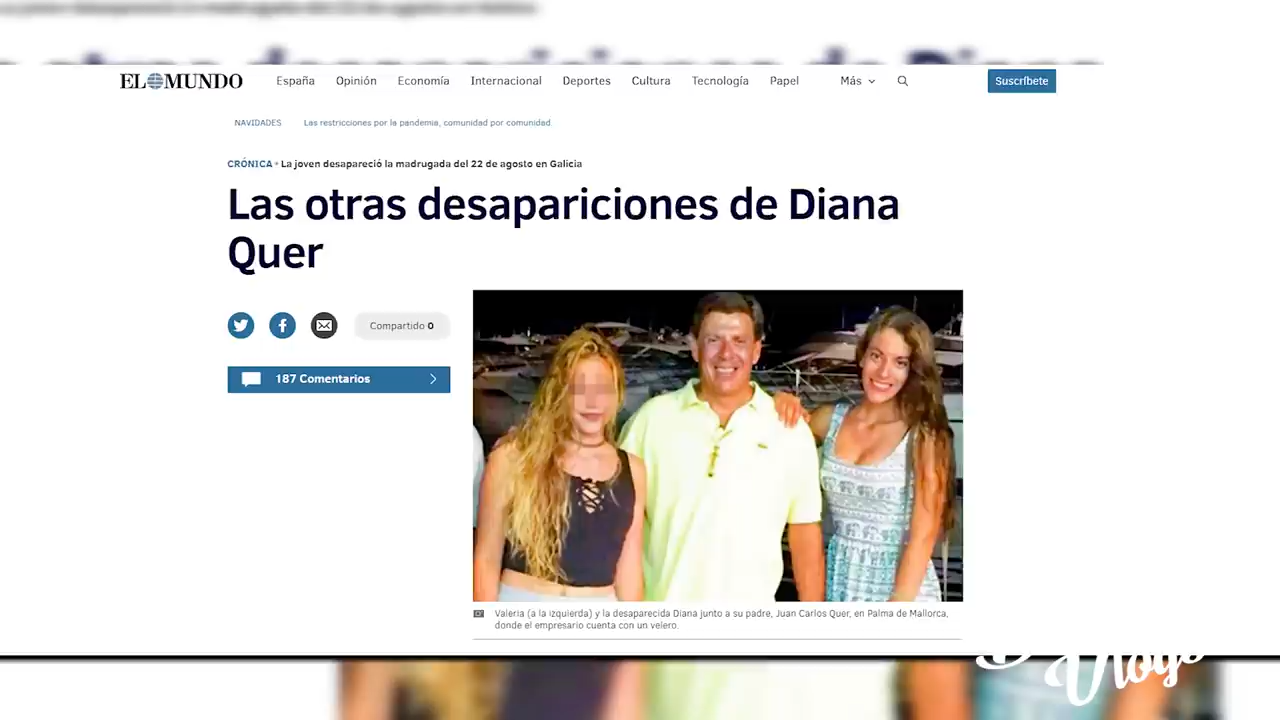 EL MUNDO
España Opinión Economía Internacional Deportes Cultura Tecnología Papel Más Suscríbete
NAVIDADES Las restricciones por la pandemia, comunidad por comunidad
CRÓNICA • La joven desapareció la madrugada del 22 de agosto en Galicia
Las otras desapariciones de Diana
Quer
Compartido 0
187 Comentarios
Valeria (a la izquierda) y la desaparecida Diana junto a su padre, Juan Carlos Quer, en Palma de Mallorca,
donde el empresario cuenta con un velero.
Vlogs